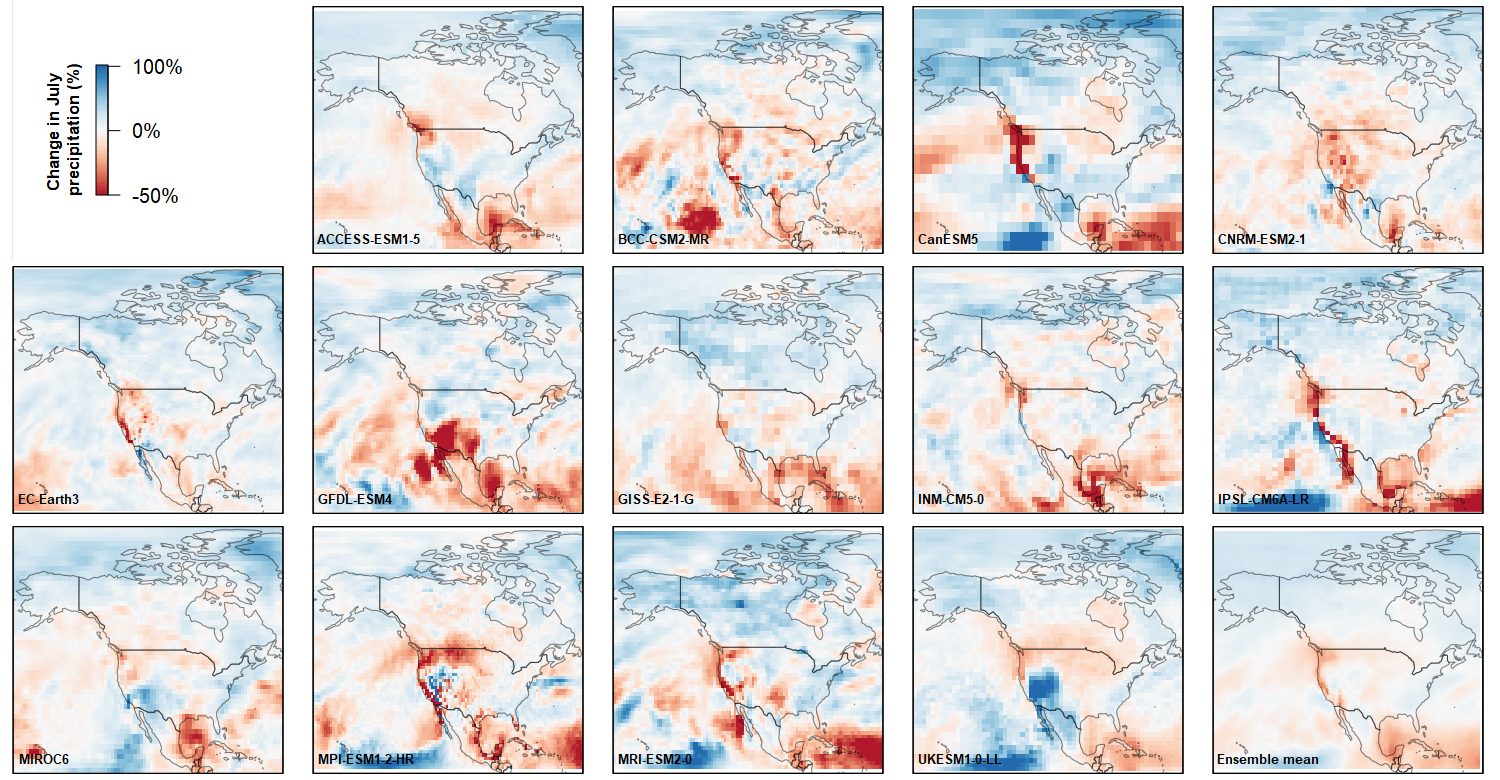 Change in July
precipitation (%)
100%
0%
-50%
ACCESS-ESM1-5
BCC-CSM2-MR
CanESM5
CNRM-ESM2-1
EC-Earth3
GFDL-ESM4
GISS-E2-1-G
INM-CM5-0
IPSL-CM6A-LR
MIROC6
MPI-ESM1-2-HR
MRI-ESM2-0
UKESM1-0-LL
Ensemble mean